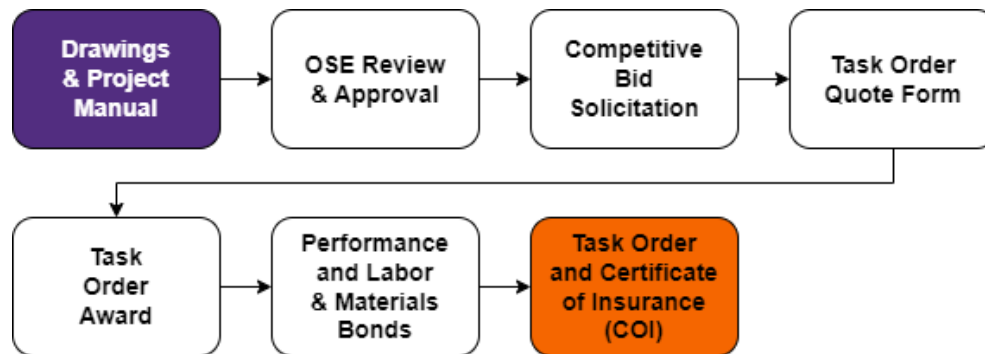 Drawings
& Project
Manual
OSE Review
& Approval
Competitive
Bid
Solicitation
Task Order
Quote Form
Task
Order
Award
Performance
and Labor
& Materials
Bonds
Task Order
and Certificate
of Insurance
(COI)